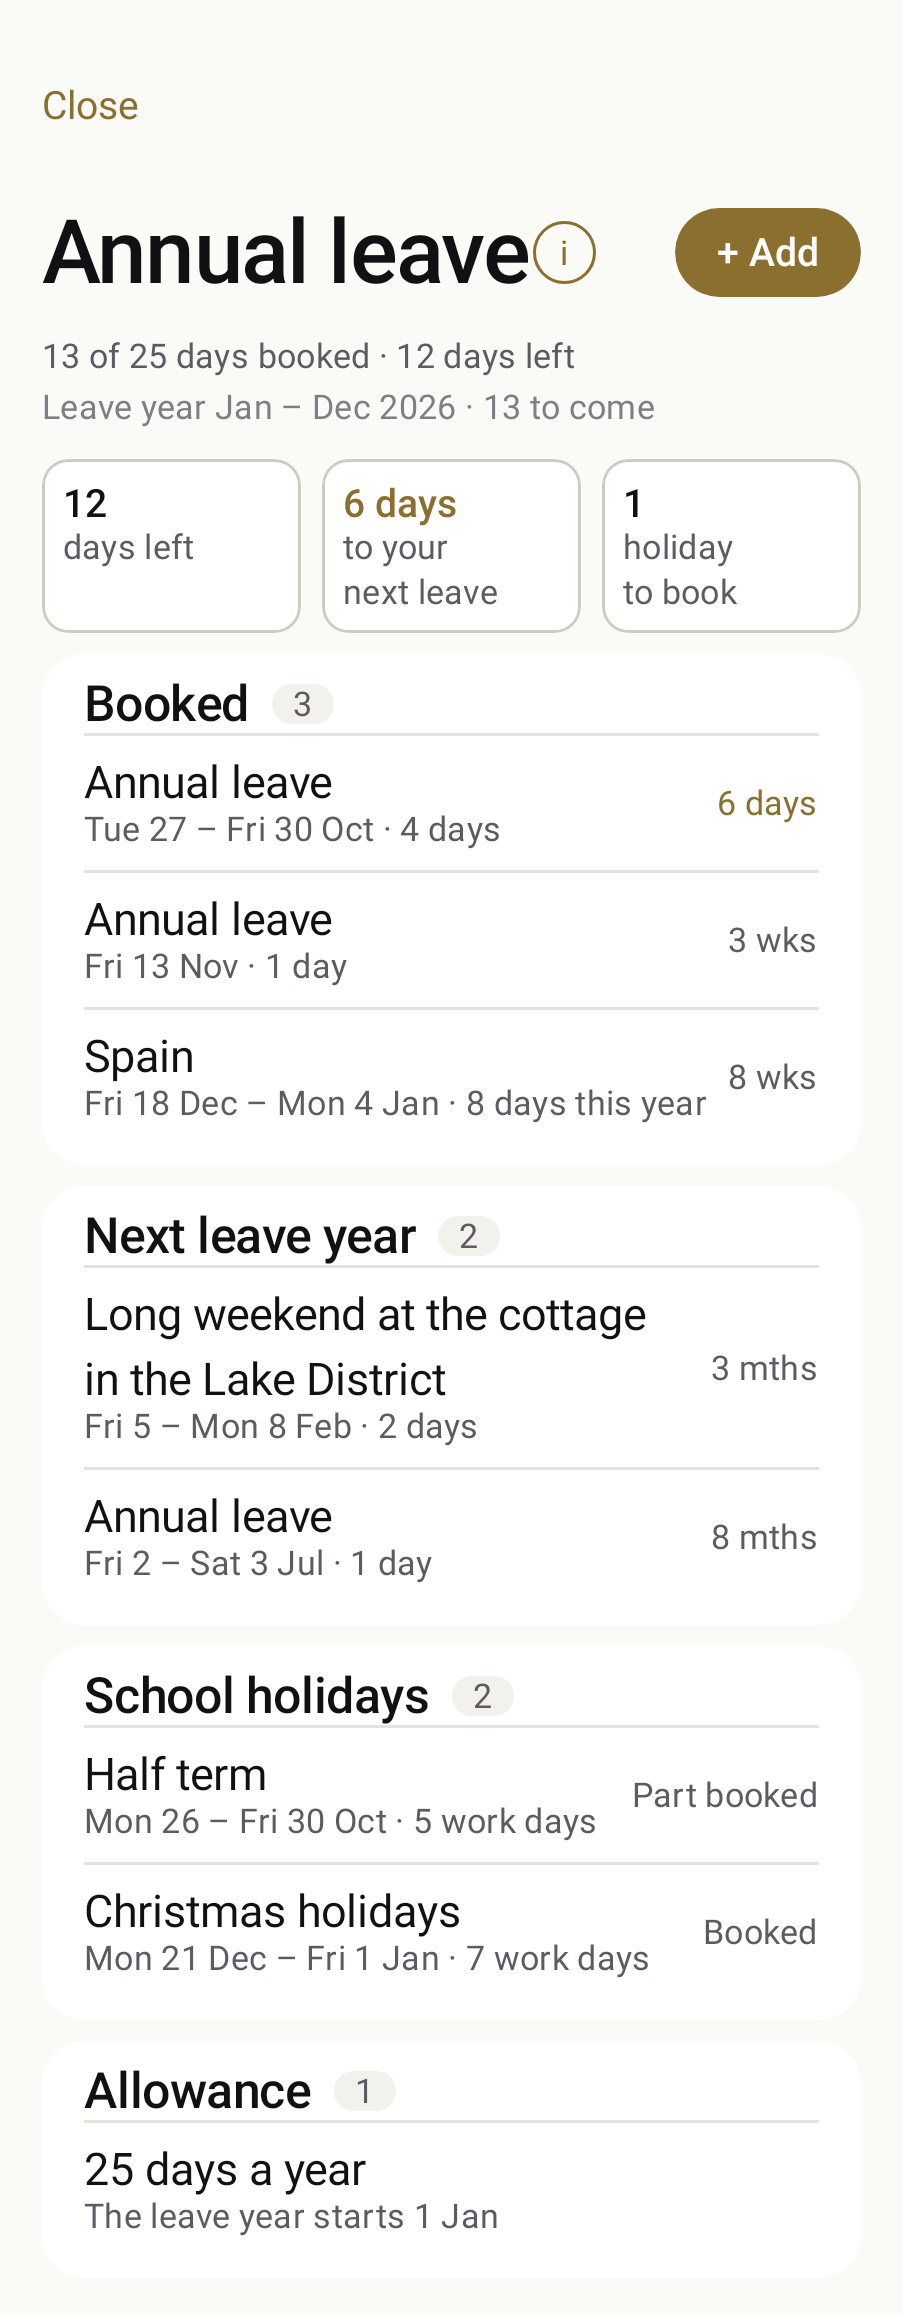 Close
Annual leave i + Add
13 of 25 days booked · 12 days left
Leave year Jan – Dec 2026 · 13 to come
12
days left
6 days
to your
next leave
1
holiday
to book
Booked 3
Annual leave
Tue 27 – Fri 30 Oct · 4 days
6 days
Annual leave
Fri 13 Nov · 1 day
3 wks
Spain
Fri 18 Dec – Mon 4 Jan · 8 days this year
8 wks
Next leave year 2
Long weekend at the cottage
in the Lake District
Fri 5 – Mon 8 Feb · 2 days
3 mths
Annual leave
Fri 2 – Sat 3 Jul · 1 day
8 mths
School holidays 2
Half term
Mon 26 – Fri 30 Oct · 5 work days
Part booked
Christmas holidays
Mon 21 Dec – Fri 1 Jan · 7 work days
Booked
Allowance 1
25 days a year
The leave year starts 1 Jan